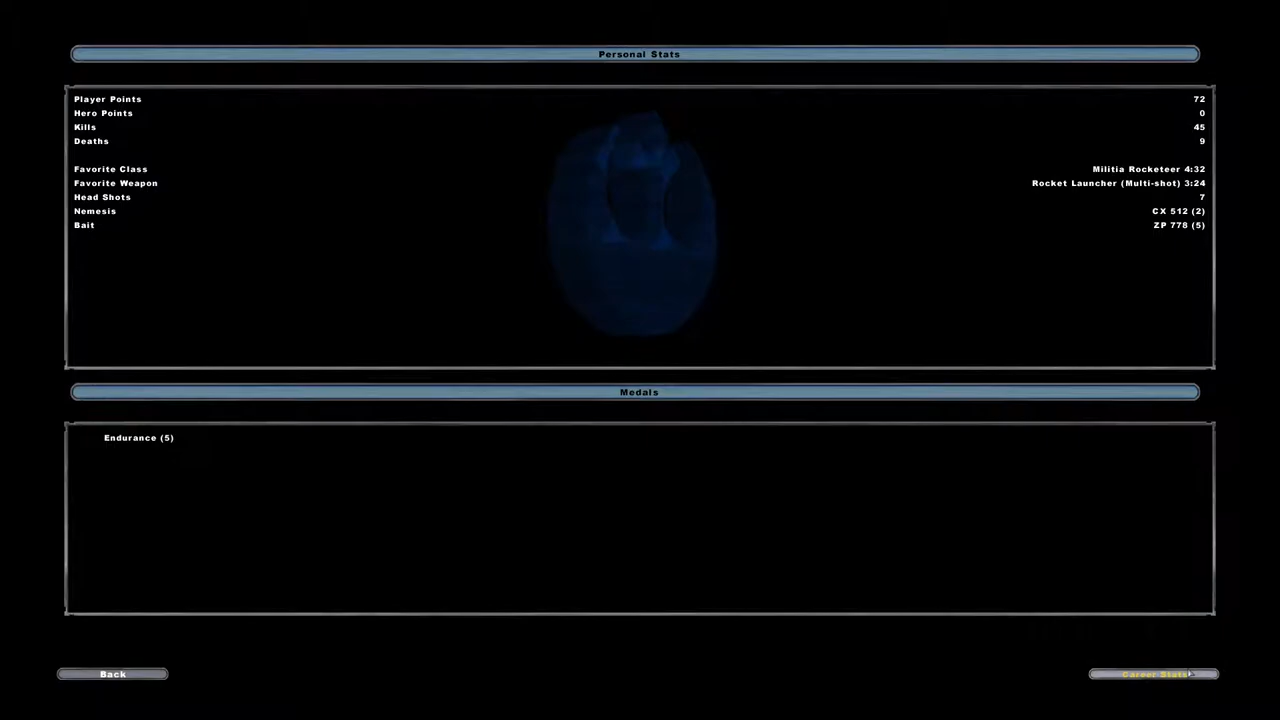 Personal Stats
Player Points 72
Hero Points 0
Kills 45
Deaths 9
Favorite Class Militia Rocketeer 4:32
Favorite Weapon Rocket Launcher (Multi-shot) 3:24
Head Shots 7
Nemesis CX 512 (2)
Bait ZP 778 (5)
Medals
Endurance (5)
Back Career Stats